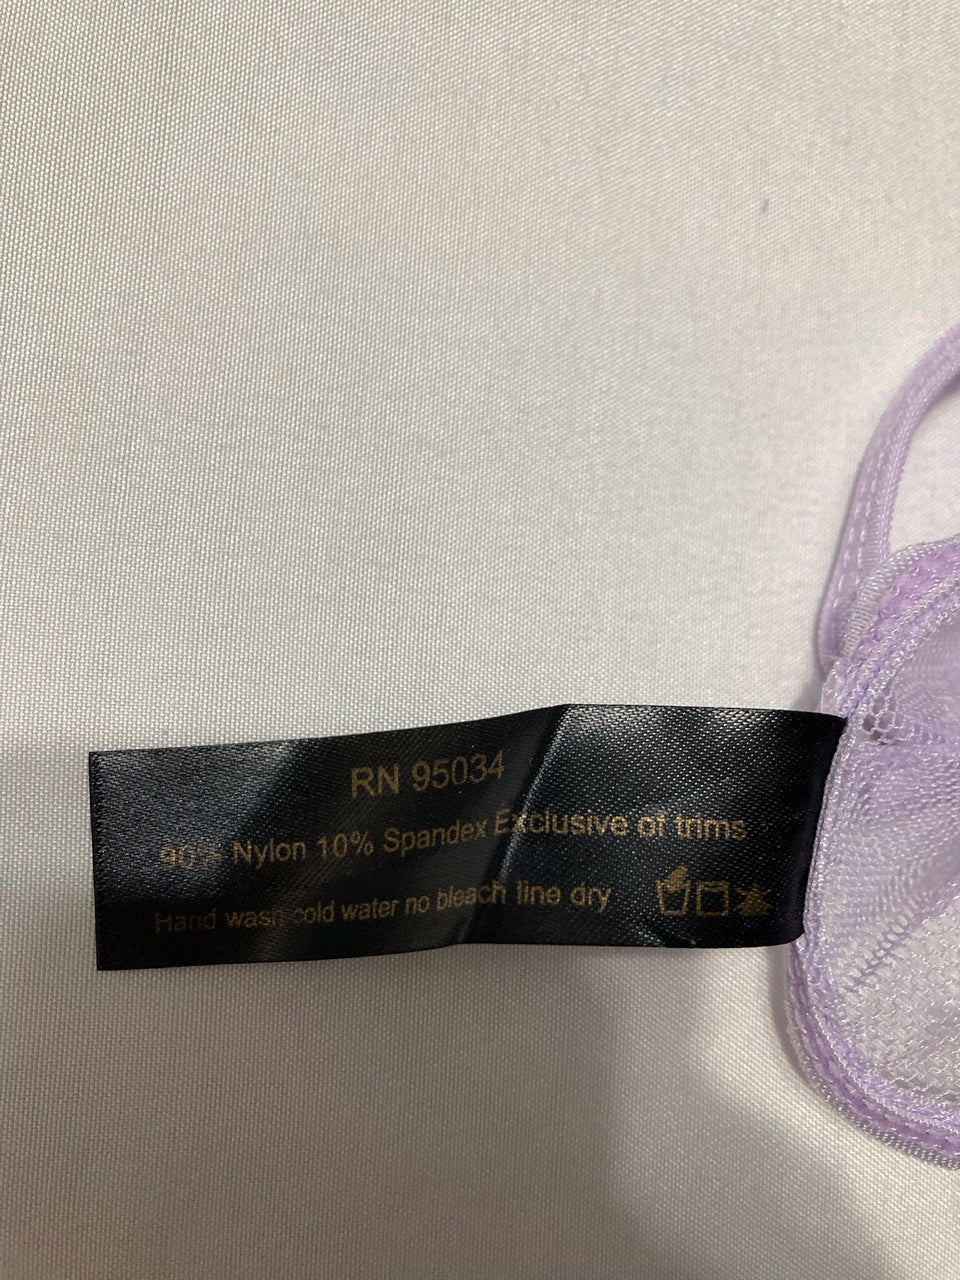 RN 95034
90% Nylon 10% Spandex Exclusive of trims
Hand wash cold water no bleach line dry